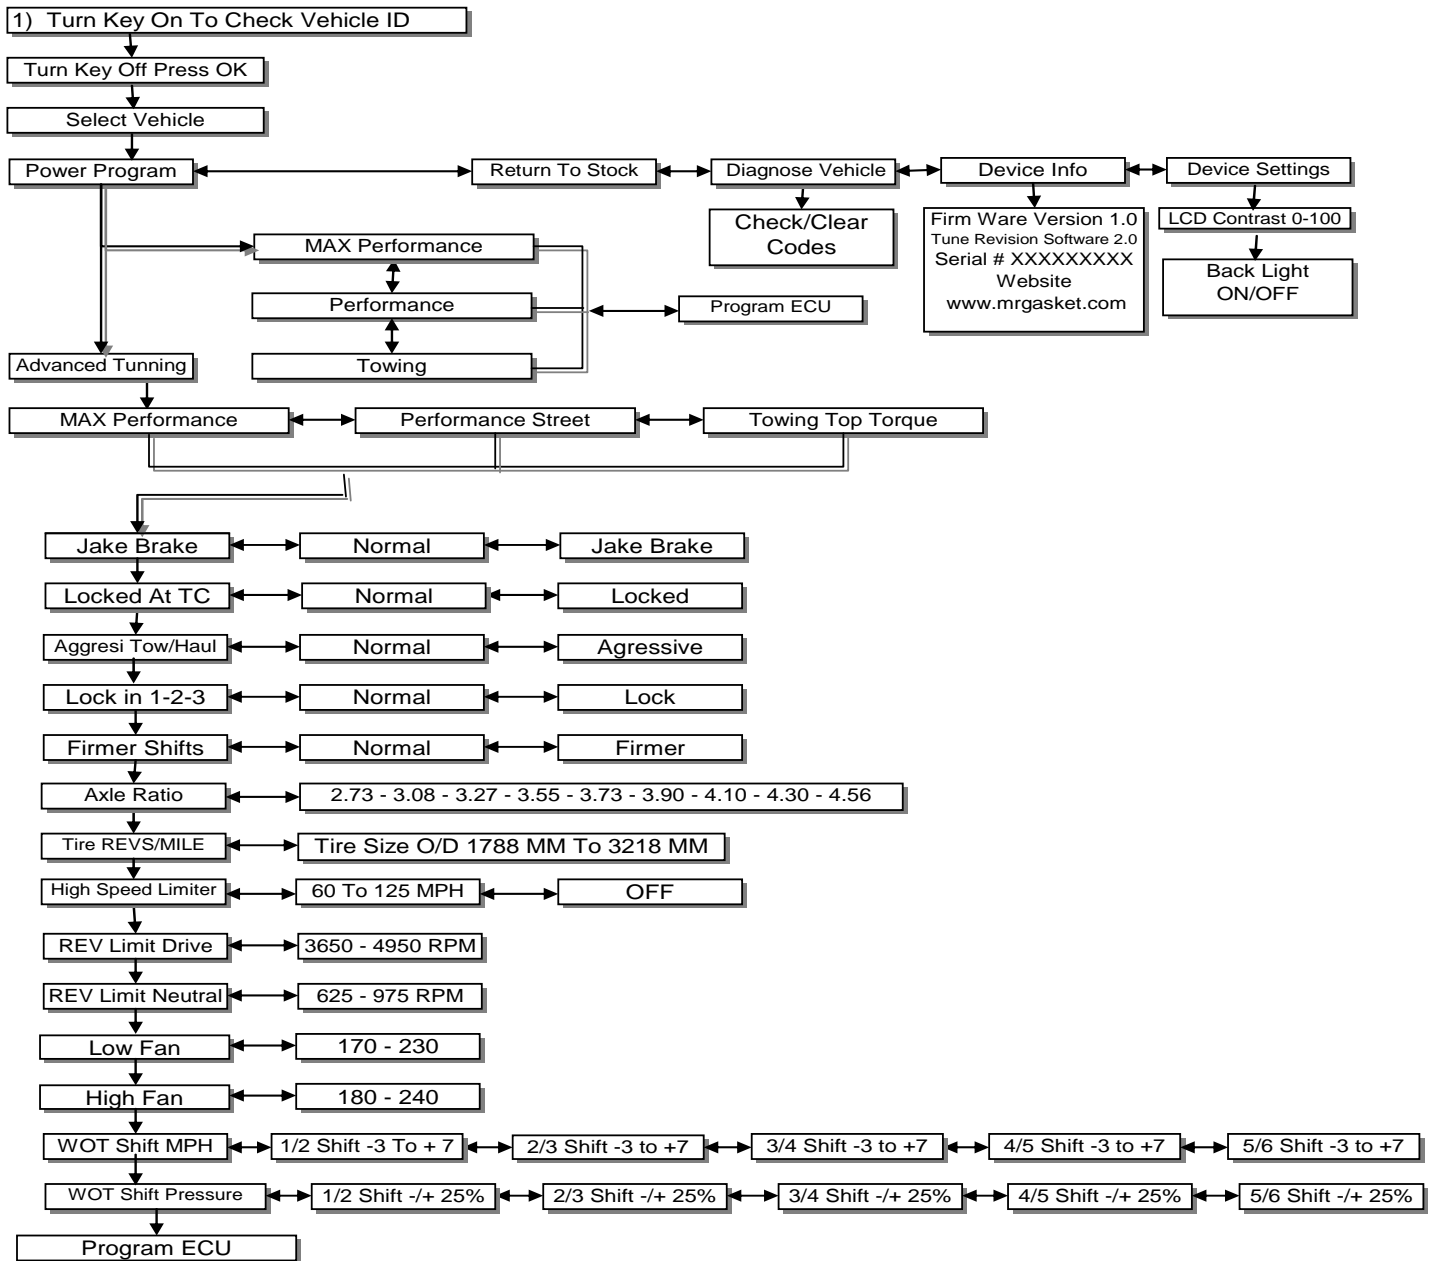 1) Turn Key On To Check Vehicle ID
Turn Key Off Press OK
Select Vehicle
Power Program
Return To Stock
Diagnose Vehicle
Device Info
Device Settings
Check/Clear
Codes
Firm Ware Version 1.0
Tune Revision Software 2.0
Serial # XXXXXXXXX
Website
www.mrgasket.com
LCD Contrast 0-100
Back Light
ON/OFF
MAX Performance
Performance
Program ECU
Towing
Advanced Tunning
MAX Performance
Performance Street
Towing Top Torque
Jake Brake
Normal
Jake Brake
Locked At TC
Normal
Locked
Aggresi Tow/Haul
Normal
Agressive
Lock in 1-2-3
Normal
Lock
Firmer Shifts
Normal
Firmer
Axle Ratio
2.73 - 3.08 - 3.27 - 3.55 - 3.73 - 3.90 - 4.10 - 4.30 - 4.56
Tire REVS/MILE
Tire Size O/D 1788 MM To 3218 MM
High Speed Limiter
60 To 125 MPH
OFF
REV Limit Drive
3650 - 4950 RPM
REV Limit Neutral
625 - 975 RPM
Low Fan
170 - 230
High Fan
180 - 240
WOT Shift MPH
1/2 Shift -3 To + 7
2/3 Shift -3 to +7
3/4 Shift -3 to +7
4/5 Shift -3 to +7
5/6 Shift -3 to +7
WOT Shift Pressure
1/2 Shift -/+ 25%
2/3 Shift -/+ 25%
3/4 Shift -/+ 25%
4/5 Shift -/+ 25%
5/6 Shift -/+ 25%
Program ECU